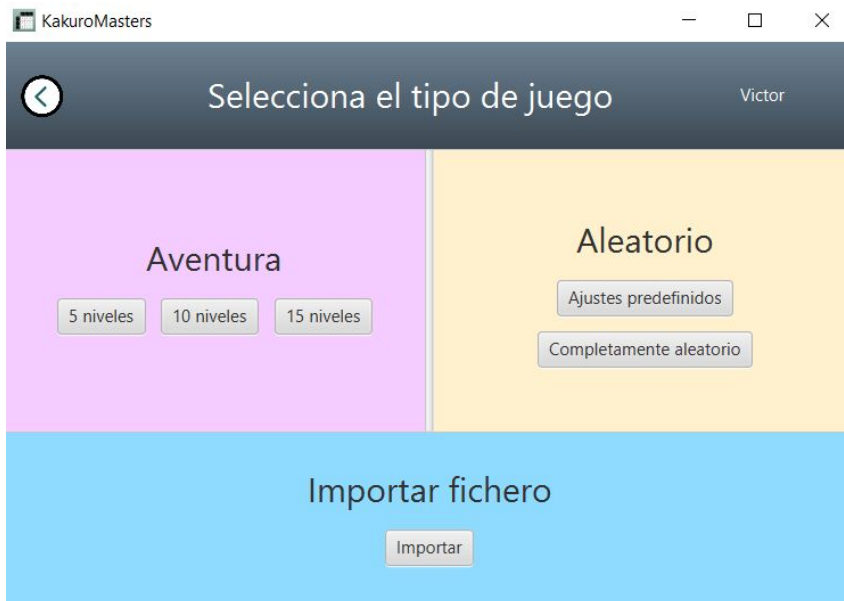 KakuroMasters
Selecciona el tipo de juego
Victor
Aventura
5 niveles
10 niveles
15 niveles
Aleatorio
Ajustes predefinidos
Completamente aleatorio
Importar fichero
Importar